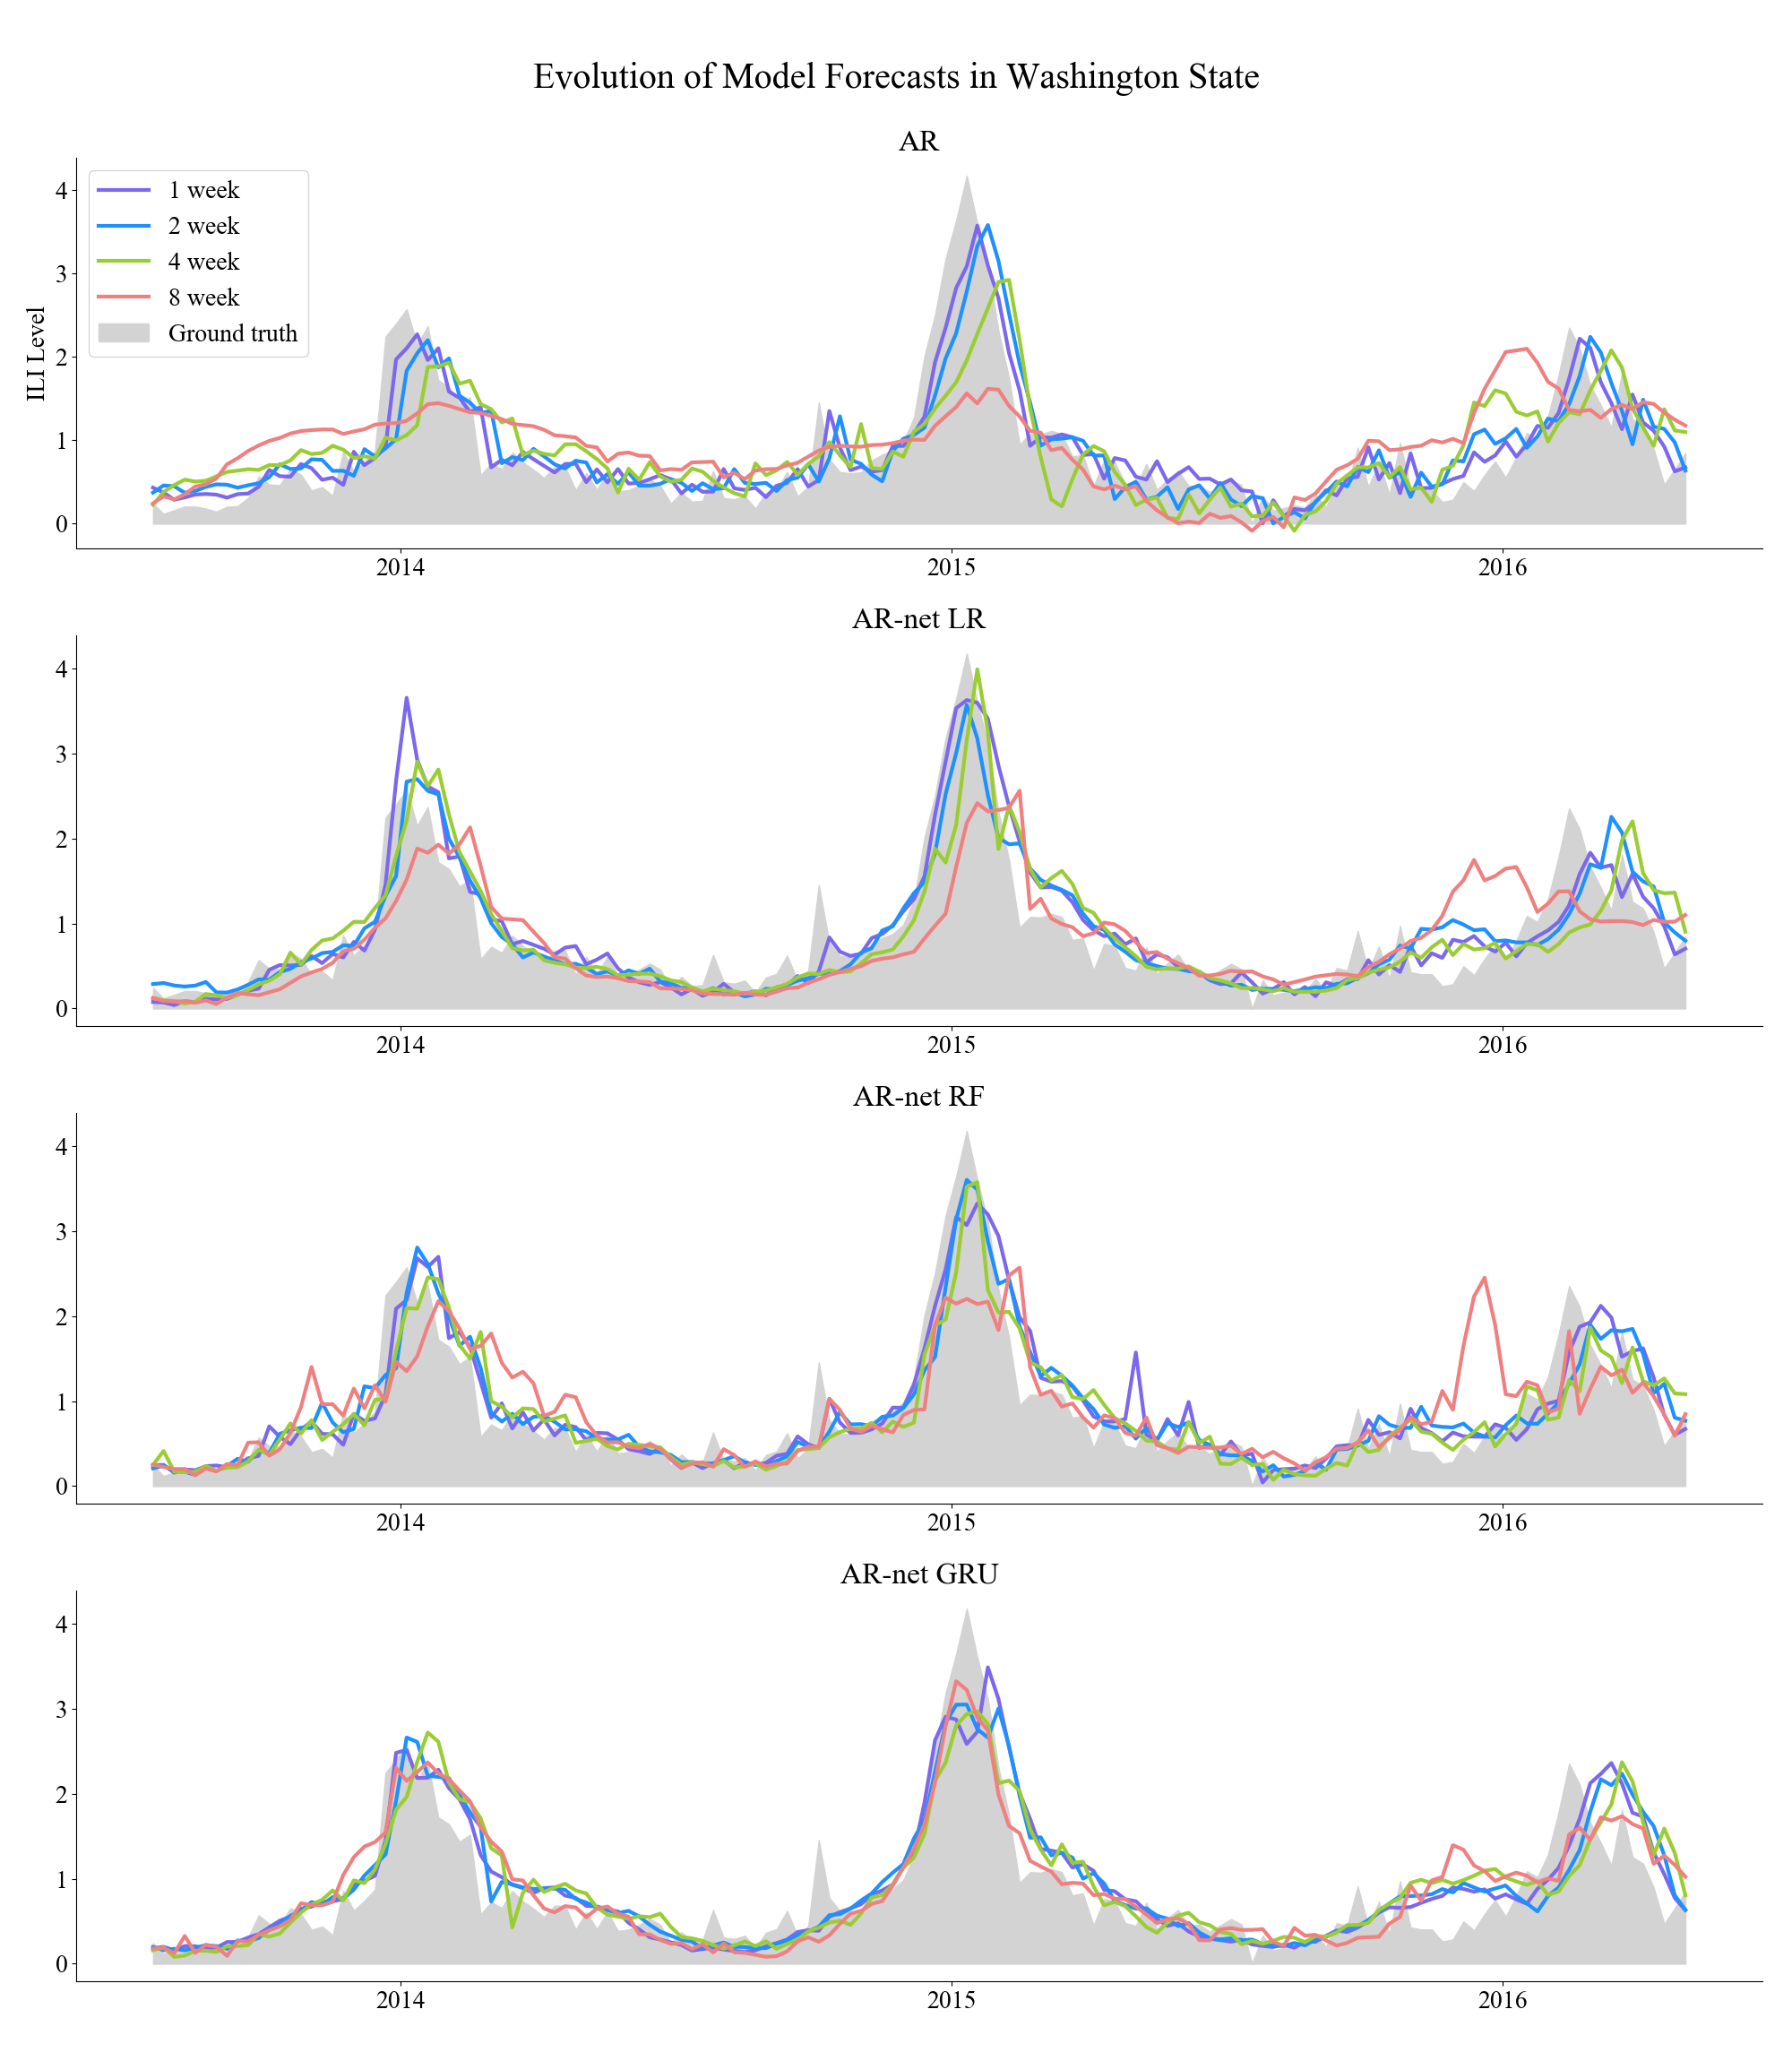 Evolution of Model Forecasts in Washington State
AR
1 week
2 week
4 week
8 week
Ground truth
ILI Level
4
3
2
1
0
2014
2015
2016
AR-net LR
4
3
2
1
0
2014
2015
2016
AR-net RF
4
3
2
1
0
2014
2015
2016
AR-net GRU
4
3
2
1
0
2014
2015
2016